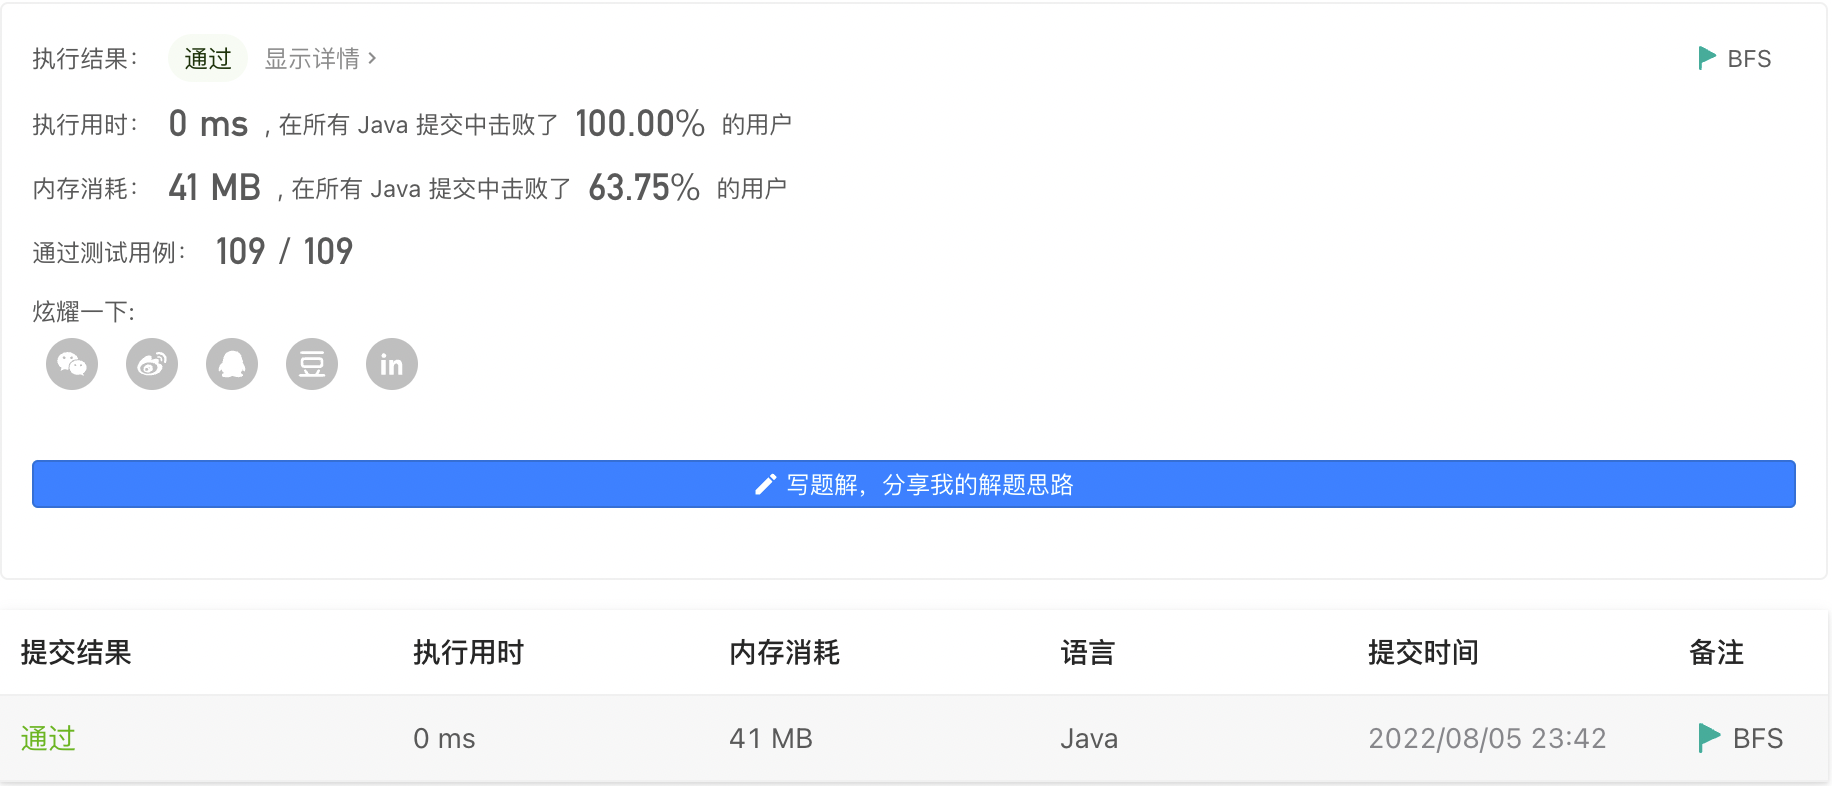 执行结果： 通过 显示详情 › BFS
执行用时： 0 ms , 在所有 Java 提交中击败了 100.00% 的用户
内存消耗： 41 MB , 在所有 Java 提交中击败了 63.75% 的用户
通过测试用例： 109 / 109
炫耀一下:
豆 in
写题解，分享我的解题思路
提交结果 执行用时 内存消耗 语言 提交时间 备注
通过 0 ms 41 MB Java 2022/08/05 23:42 BFS